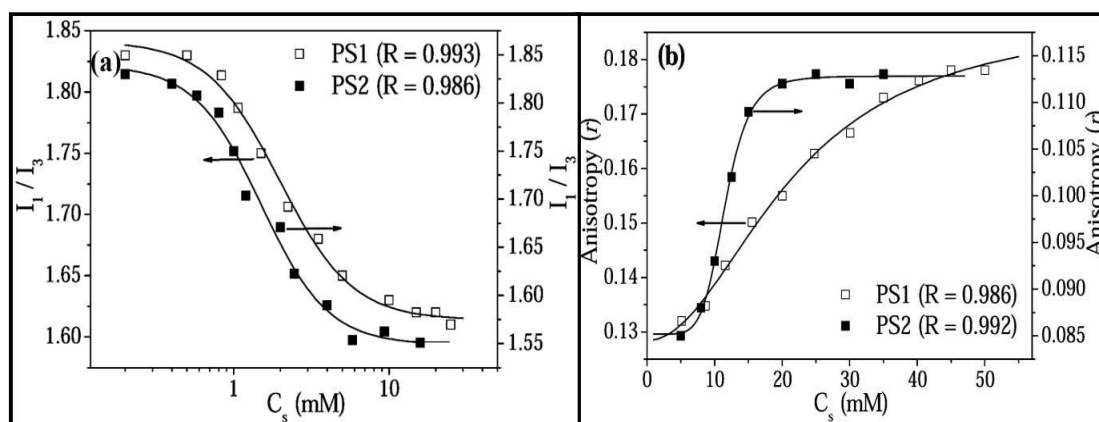 (a)
PS1 (R = 0.993)
PS2 (R = 0.986)
I1 / I3
1.85
1.80
1.75
1.70
1.65
1.60
1.85
1.80
1.75
1.70
1.65
1.60
1.55
I1 / I3
1
10
Cs (mM)
(b)
PS1 (R = 0.986)
PS2 (R = 0.992)
Anisotropy (r)
0.18
0.17
0.16
0.15
0.14
0.13
0.115
0.110
0.105
0.100
0.095
0.090
0.085
Anisotropy (r)
0
10
20
30
40
50
Cs (mM)